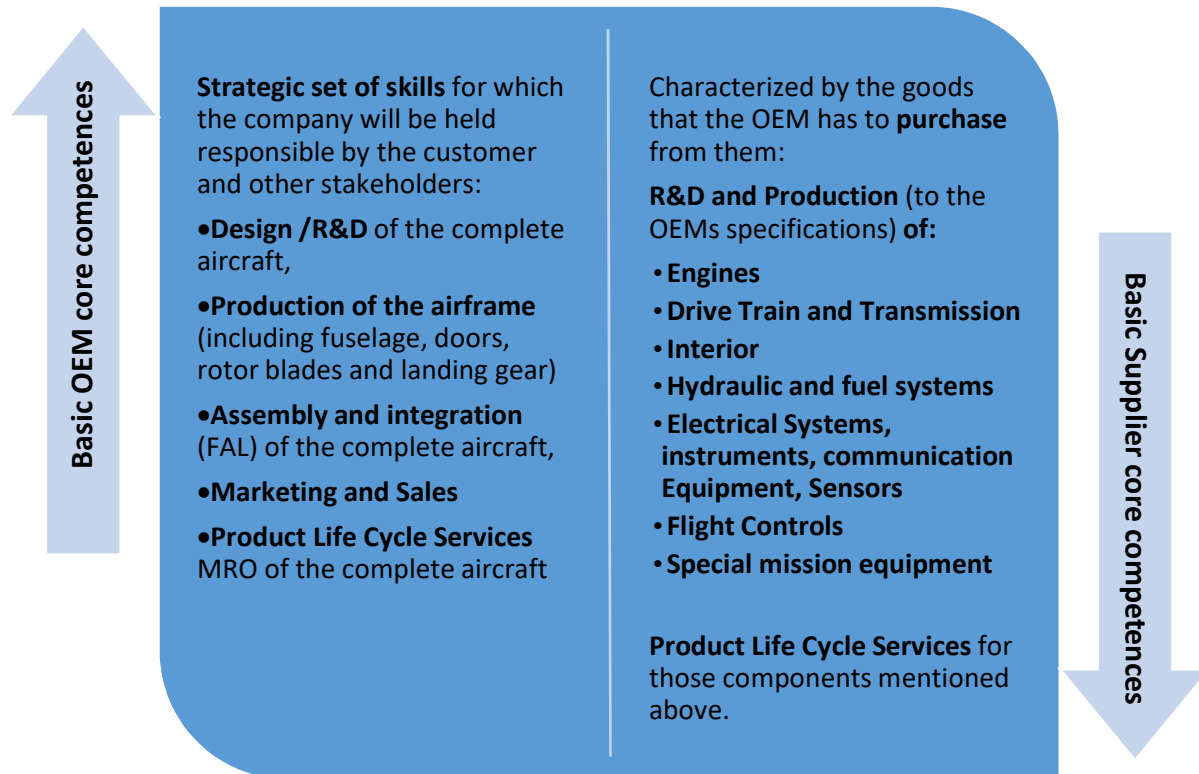 Basic OEM core competences
Strategic set of skills for which
the company will be held
responsible by the customer
and other stakeholders:
•Design /R&D of the complete
aircraft,
•Production of the airframe
(including fuselage, doors,
rotor blades and landing gear)
•Assembly and integration
(FAL) of the complete aircraft,
•Marketing and Sales
•Product Life Cycle Services
MRO of the complete aircraft
Characterized by the goods
that the OEM has to purchase
from them:
R&D and Production (to the
OEMs specifications) of:
• Engines
• Drive Train and Transmission
• Interior
• Hydraulic and fuel systems
• Electrical Systems,
instruments, communication
Equipment, Sensors
• Flight Controls
• Special mission equipment
Product Life Cycle Services for
those components mentioned
above.
Basic Supplier core competences